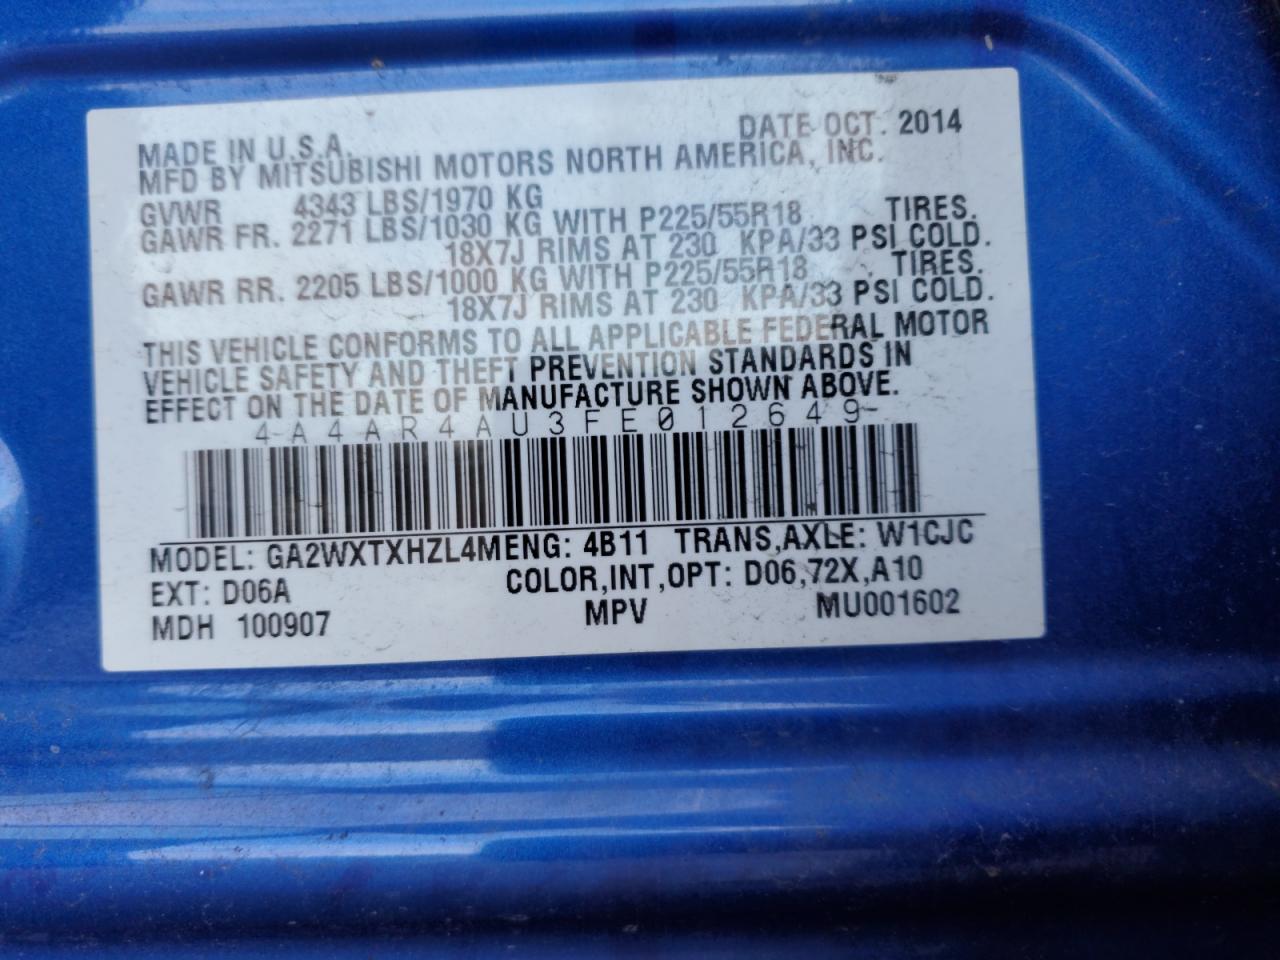 DATE OCT. 2014
MADE IN U.S.A.
MFD BY MITSUBISHI MOTORS NORTH AMERICA, INC.
GVWR 4343 LBS/1970 KG
GAWR FR. 2271 LBS/1030 KG WITH P225/55R18 TIRES.
18X7J RIMS AT 230 KPA/33 PSI COLD.
GAWR RR. 2205 LBS/1000 KG WITH P225/55R18 TIRES.
18X7J RIMS AT 230 KPA/33 PSI COLD.
THIS VEHICLE CONFORMS TO ALL APPLICABLE FEDERAL MOTOR
VEHICLE SAFETY AND THEFT PREVENTION STANDARDS IN
EFFECT ON THE DATE OF MANUFACTURE SHOWN ABOVE.
4A4AR4AU3FE012649
MODEL: GA2WXTXHZL4M ENG: 4B11 TRANS,AXLE: W1CJC
EXT: D06A COLOR,INT,OPT: D06,72X,A10
MDH 100907 MPV MU001602